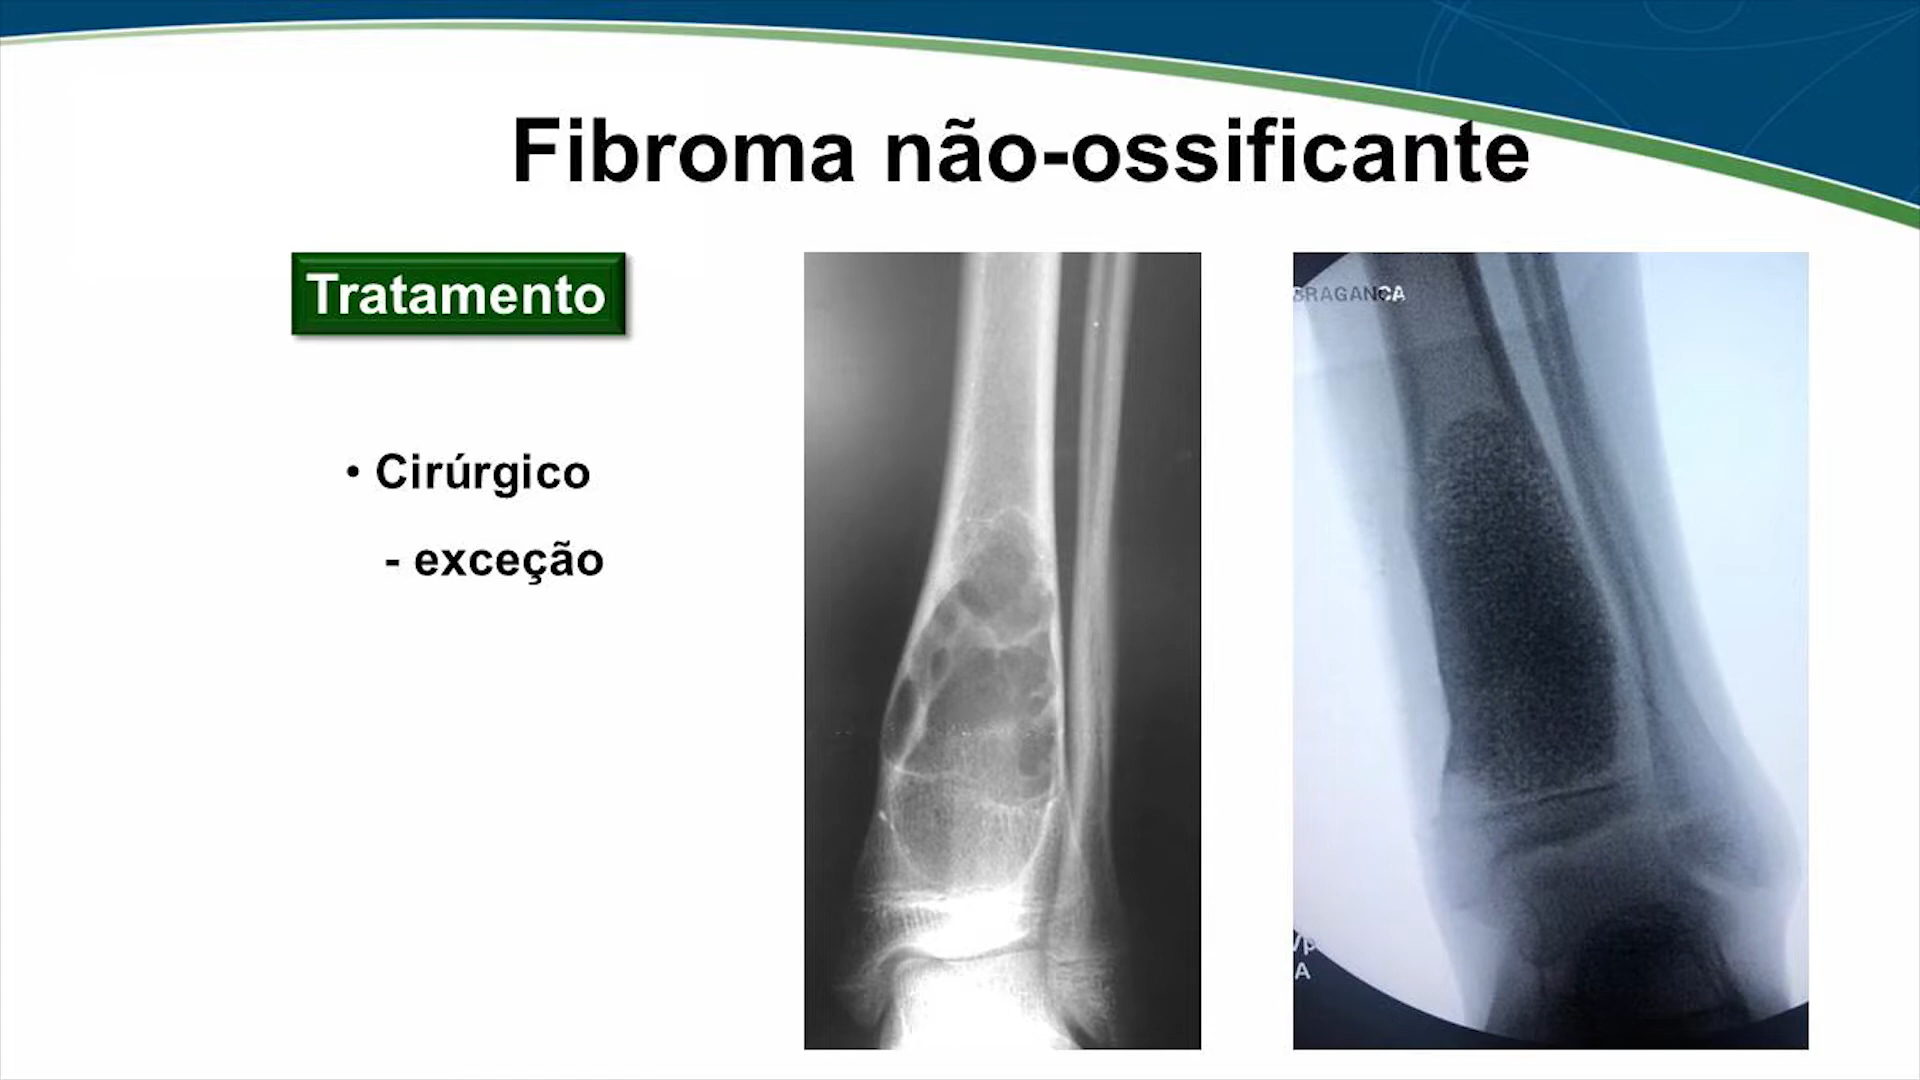 Fibroma não-ossificante
Tratamento
• Cirúrgico
- exceção
BRAGANCA
A